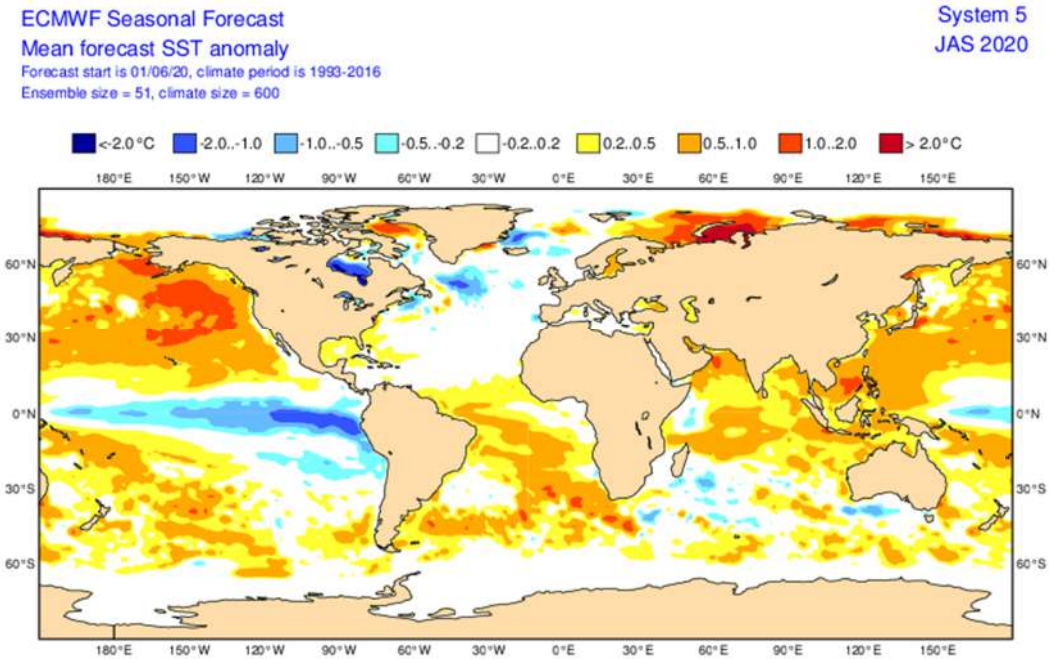 ECMWF Seasonal Forecast
System 5
Mean forecast SST anomaly
JAS 2020
Forecast start is 01/06/20, climate period is 1993-2016
Ensemble size = 51, climate size = 600
<-2.0°C -2.0..-1.0 -1.0..-0.5 -0.5..-0.2 -0.2..0.2 0.2..0.5 0.5..1.0 1.0..2.0 > 2.0°C
180°E 150°W 120°W 90°W 60°W 30°W 0°E 30°E 60°E 90°E 120°E 150°E
60°N 60°N
30°N 30°N
0°N 0°N
30°S 30°S
60°S 60°S
180°E 150°W 120°W 90°W 60°W 30°W 0°E 30°E 60°E 90°E 120°E 150°E